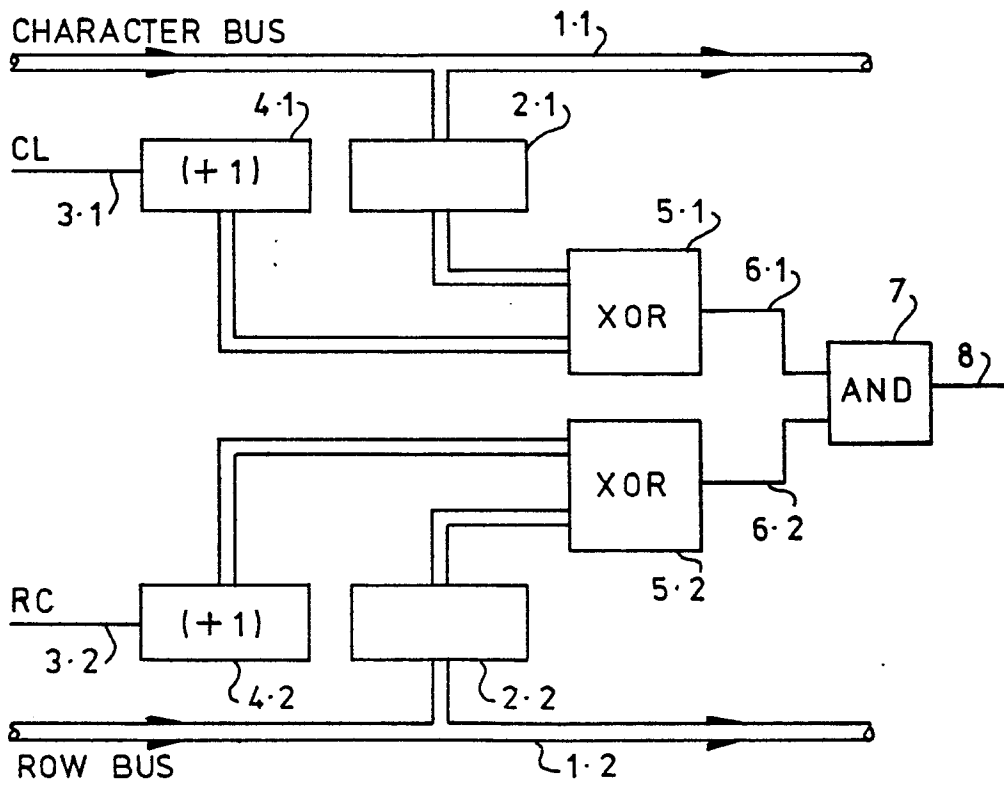 CHARACTER BUS
1·1
4·1
2·1
CL
(+1)
3·1
5·1
6·1
XOR
7
8
AND
XOR
6·2
5·2
RC
(+1)
3·2
4·2
2·2
ROW BUS
1·2